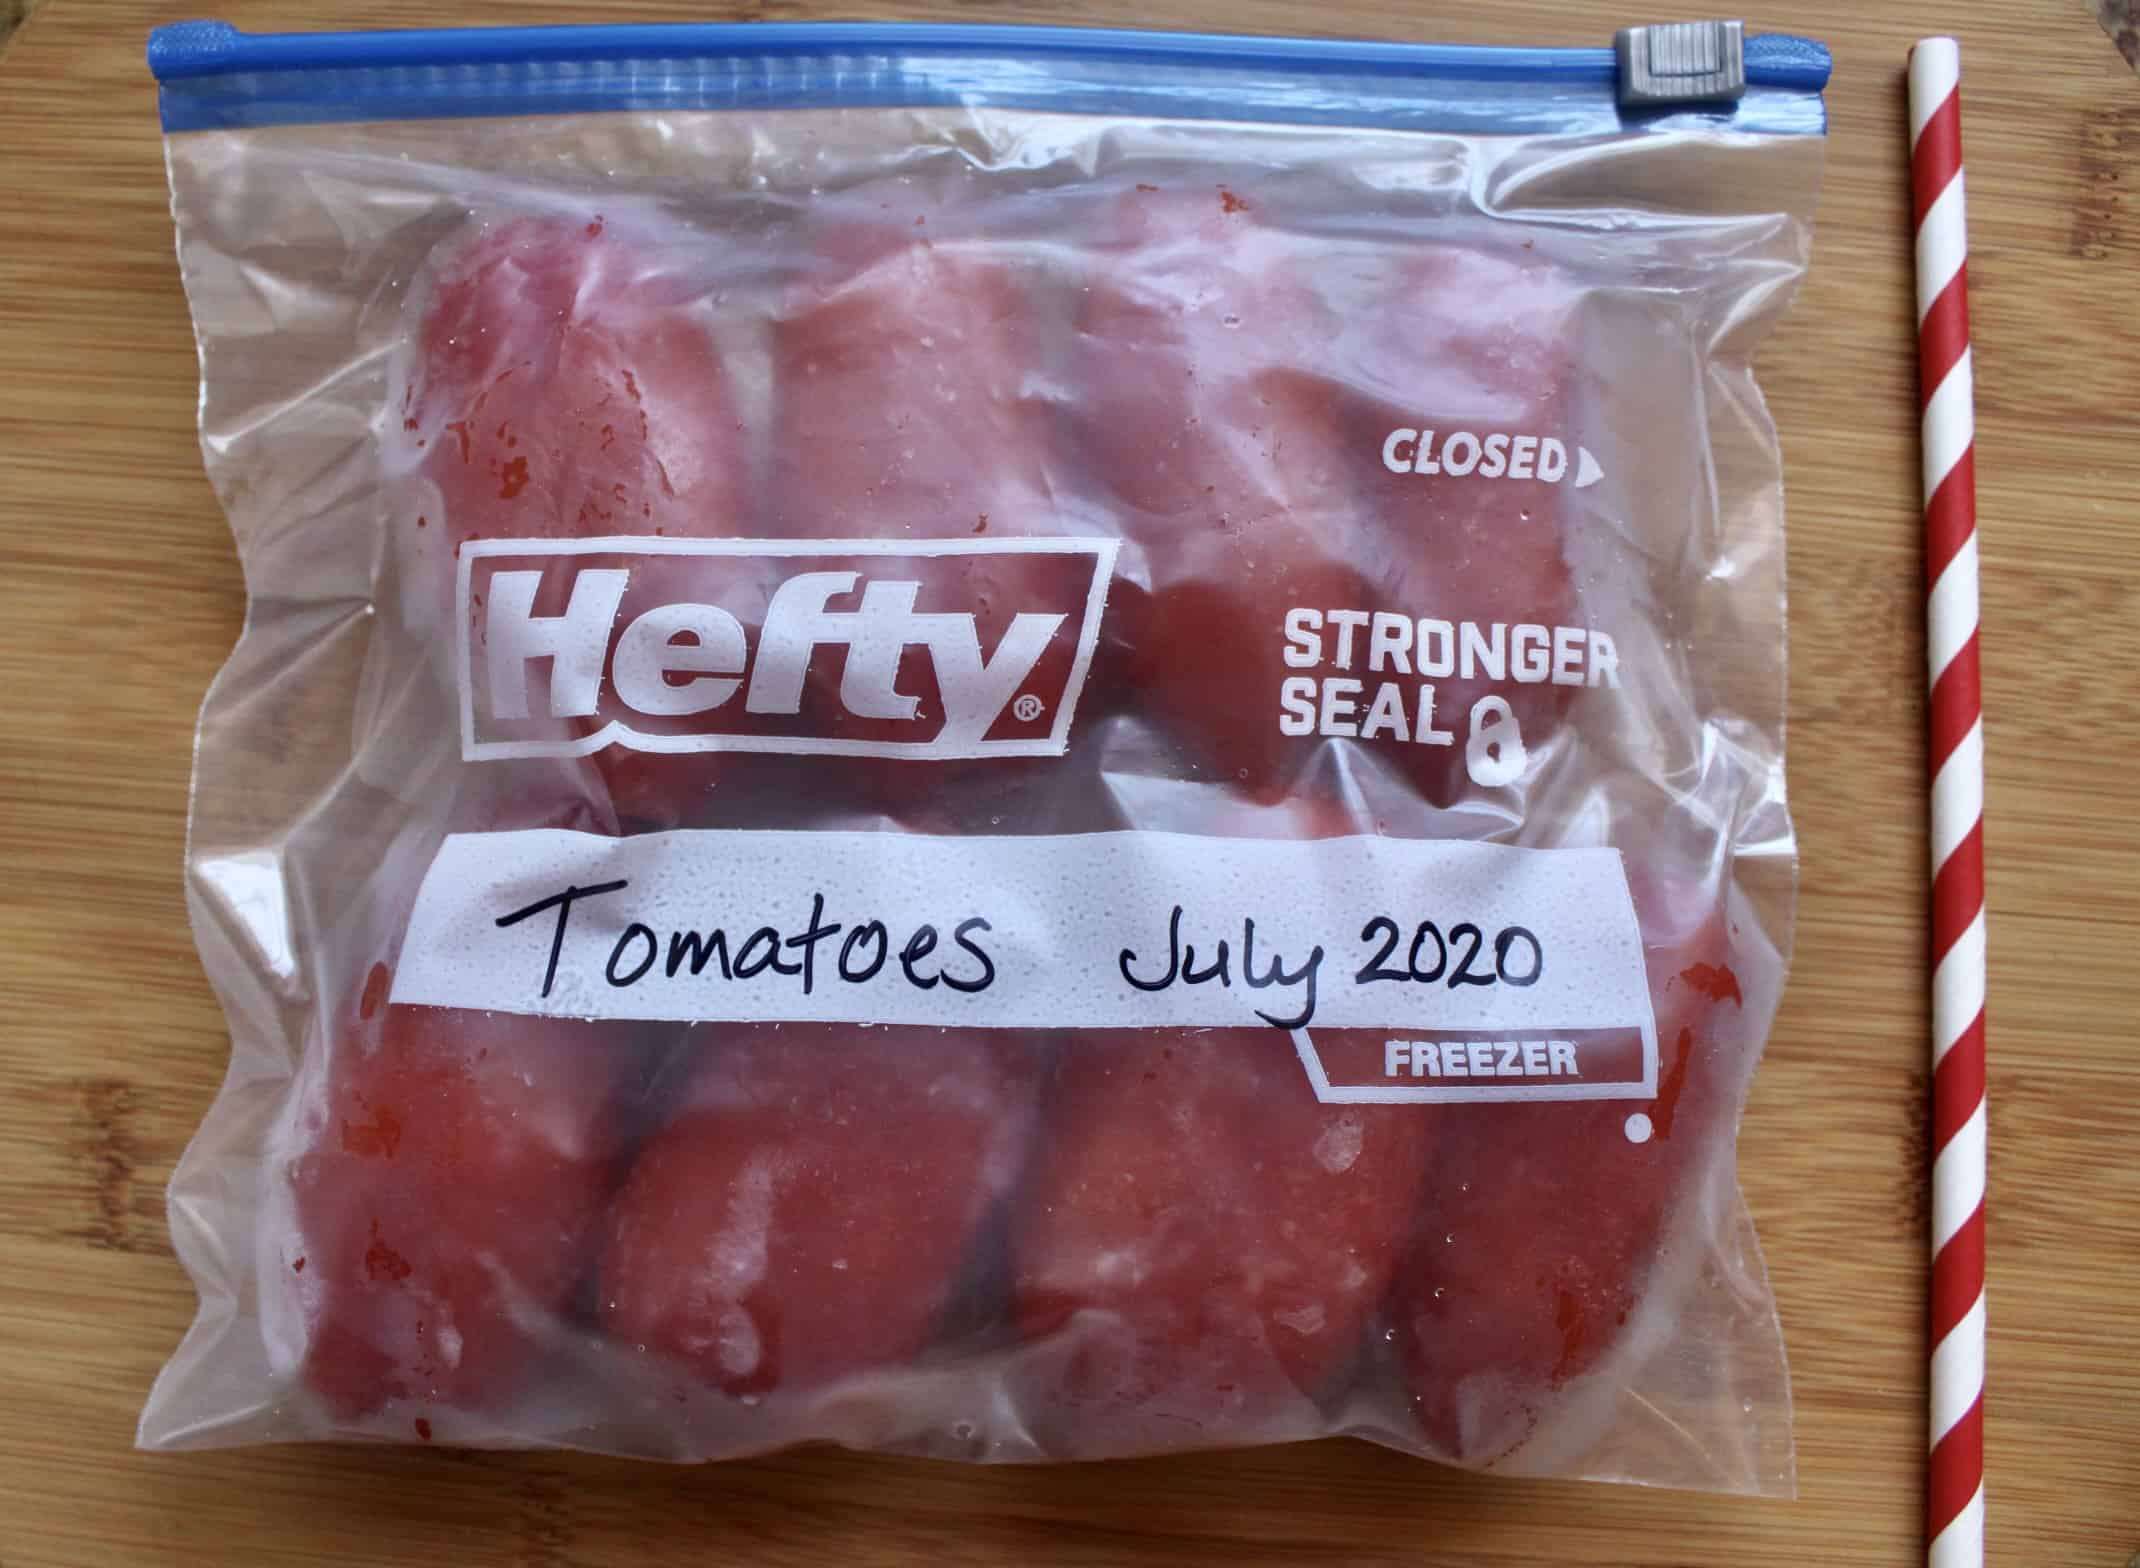 CLOSED
Hefty®
STRONGER
SEAL
Tomatoes July 2020
FREEZER